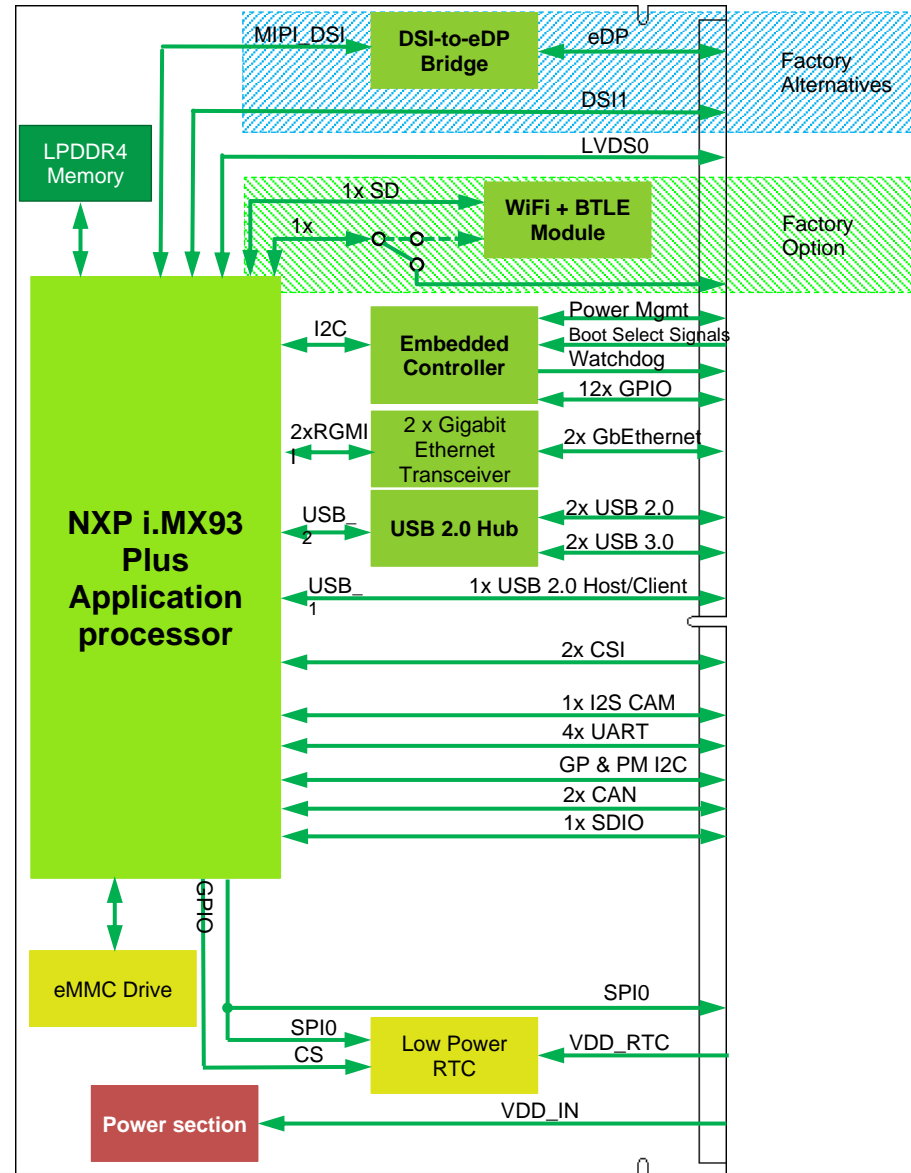 MIPI_DSI
DSI-to-eDP
Bridge
eDP
Factory
Alternatives
DSI1
LPDDR4
Memory
LVDS0
1x SD
WiFi + BTLE
Module
1x
Factory
Option
Power Mgmt
I2C
Embedded
Controller
Boot Select Signals
Watchdog
12x GPIO
2xRGMI
I
2 x Gigabit
Ethernet
Transceiver
2x GbEthernet
NXP i.MX93
Plus
Application
processor
USB_
2
USB 2.0 Hub
2x USB 2.0
2x USB 3.0
USB_
1
1x USB 2.0 Host/Client
2x CSI
1x I2S CAM
4x UART
GP & PM I2C
2x CAN
1x SDIO
GPIO
eMMC Drive
SPI0
SPI0
CS
Low Power
RTC
VDD_RTC
Power section
VDD_IN